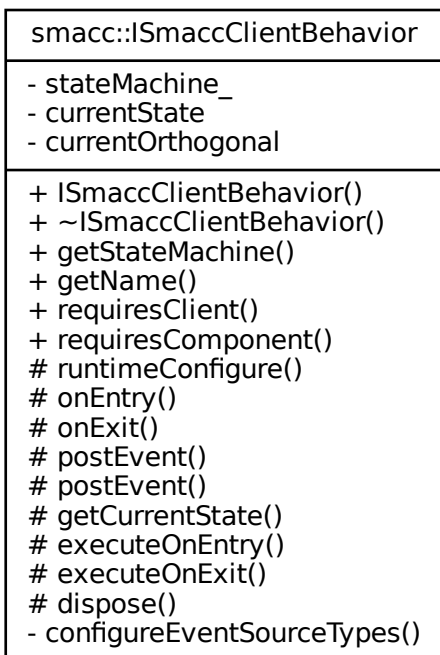 smacc::ISmaccClientBehavior
- stateMachine_
- currentState
- currentOrthogonal
+ ISmaccClientBehavior()
+ ~ISmaccClientBehavior()
+ getStateMachine()
+ getName()
+ requiresClient()
+ requiresComponent()
# runtimeConfigure()
# onEntry()
# onExit()
# postEvent()
# postEvent()
# getCurrentState()
# executeOnEntry()
# executeOnExit()
# dispose()
- configureEventSourceTypes()